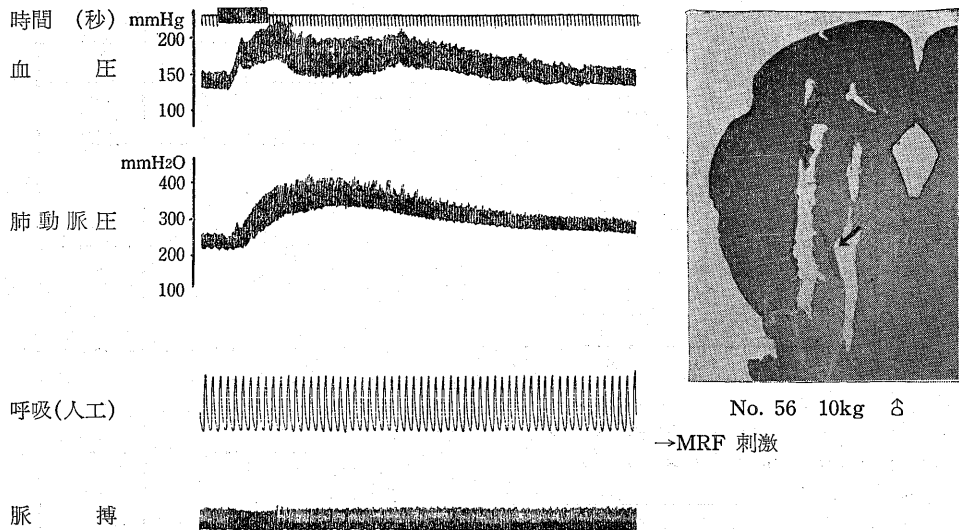 時間 (秒) mmHg
200
血圧
150
100
mmH2O
400
肺動脈圧
300
200
100
呼吸(人工)
No. 56 10kg ♂
→MRF 刺激
脈搏